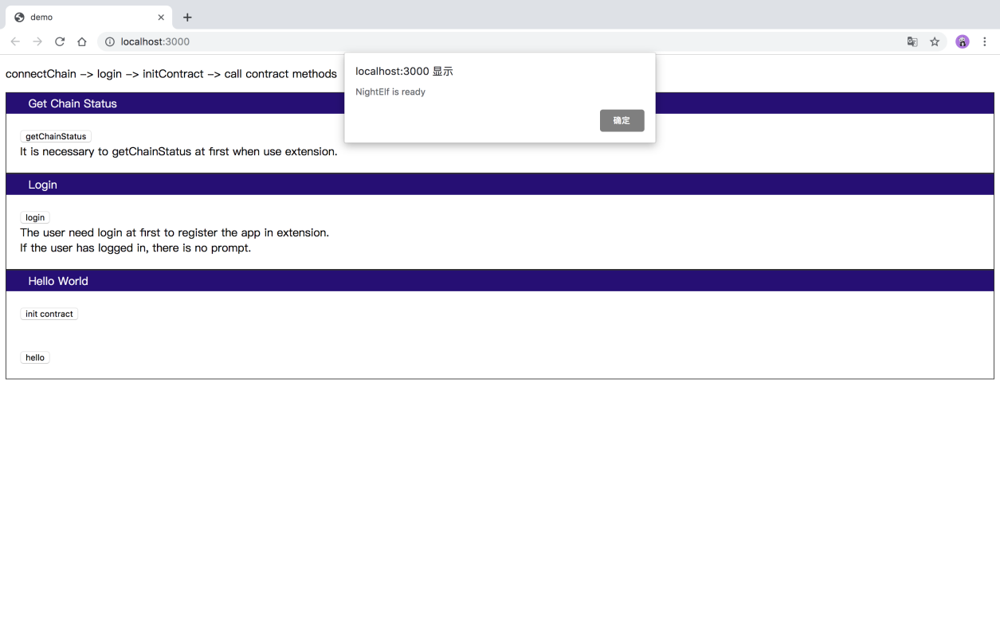 demo
localhost:3000
localhost:3000 显示
NightElf is ready
确定
connectChain -> login -> initContract -> call contract methods
Get Chain Status
getChainStatus
It is necessary to getChainStatus at first when use extension.
Login
login
The user need login at first to register the app in extension.
If the user has logged in, there is no prompt.
Hello World
init contract
hello